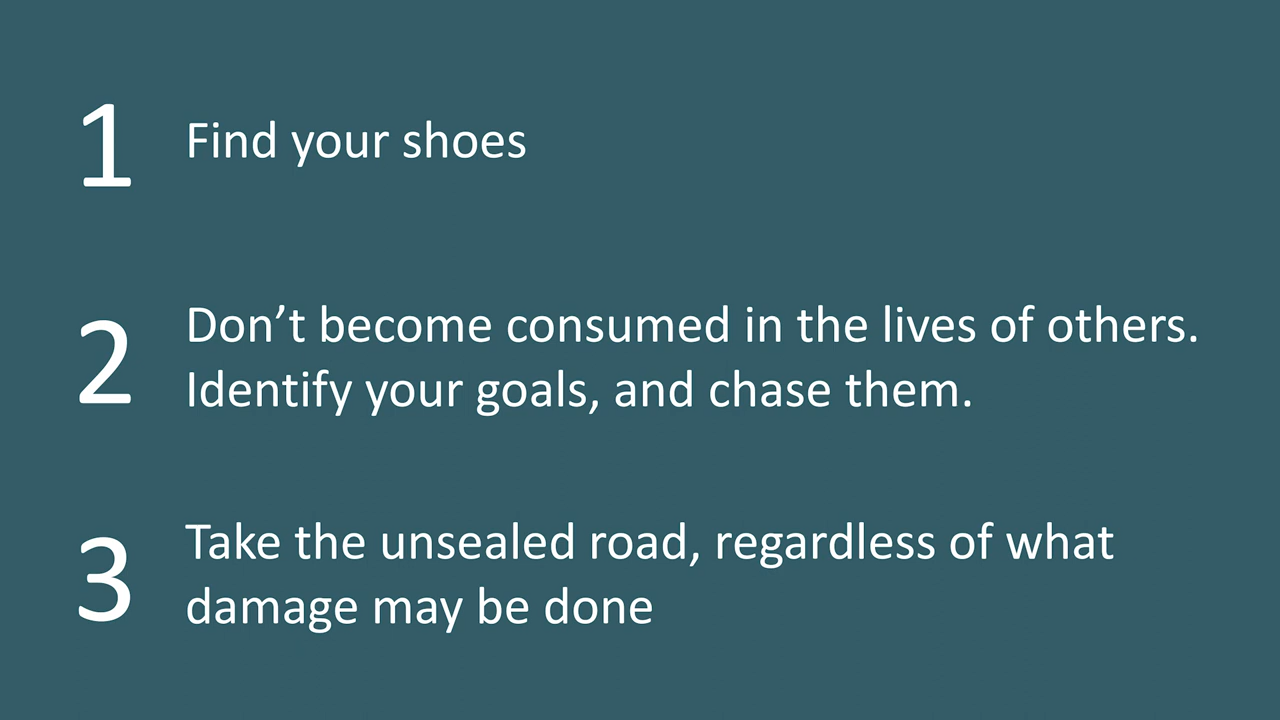 1 Find your shoes
2 Don’t become consumed in the lives of others.
Identify your goals, and chase them.
3 Take the unsealed road, regardless of what
damage may be done